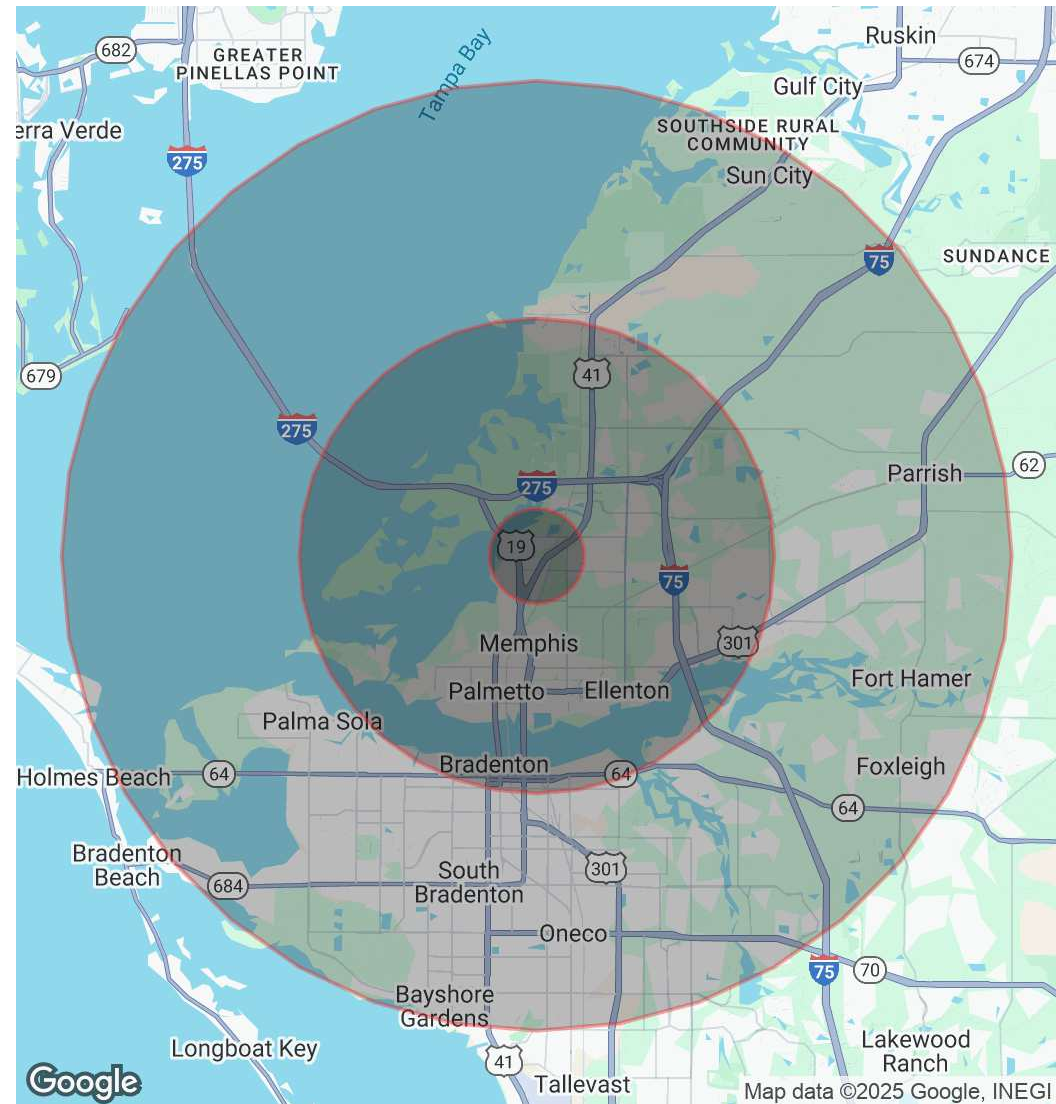 682
GREATER
PINELLAS POINT
Tampa Bay
Ruskin
674
Gulf City
erra Verde
SOUTHSIDE RURAL
COMMUNITY
275
Sun City
75
SUNDANCE
679
41
275
Parrish
62
275
19
75
301
Memphis
Palmetto
Ellenton
Fort Hamer
Palma Sola
Bradenton
Holmes Beach
64
64
Foxleigh
64
Bradenton
Beach
684
South
Bradenton
301
Oneco
75
70
Bayshore
Gardens
Longboat Key
41
Lakewood
Ranch
Tallevast
Google
Map data ©2025 Google, INEGI